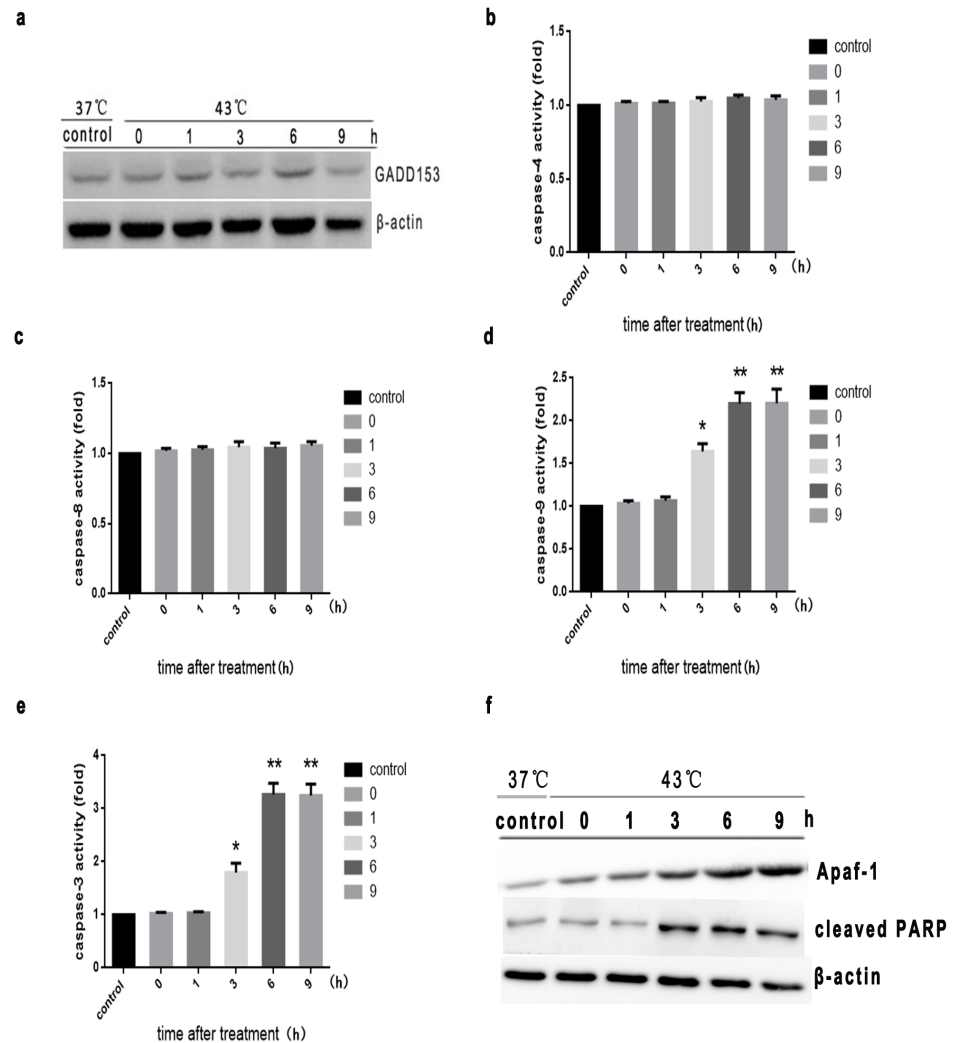 a
37℃ 43℃
control 0 1 3 6 9 h
GADD153
β-actin
b
caspase-4 activity (fold)
1.5
1.0
0.5
0.0
control 0 1 3 6 9 (h)
time after treatment(h)
control
0
1
3
6
9
c
caspase-8 activity (fold)
1.5
1.0
0.5
0.0
control 0 1 3 6 9 (h)
time after treatment(h)
control
0
1
3
6
9
d
caspase-9 activity (fold)
2.5
2.0
1.5
1.0
0.5
0.0
* ** **
control 0 1 3 6 9 (h)
time after treatment(h)
control
0
1
3
6
9
e
caspase-3 activity (fold)
4
3
2
1
0
* ** **
control 0 1 3 6 9 (h)
time after treatment (h)
control
0
1
3
6
9
f
37℃ 43℃
control 0 1 3 6 9 h
Apaf-1
cleaved PARP
β-actin